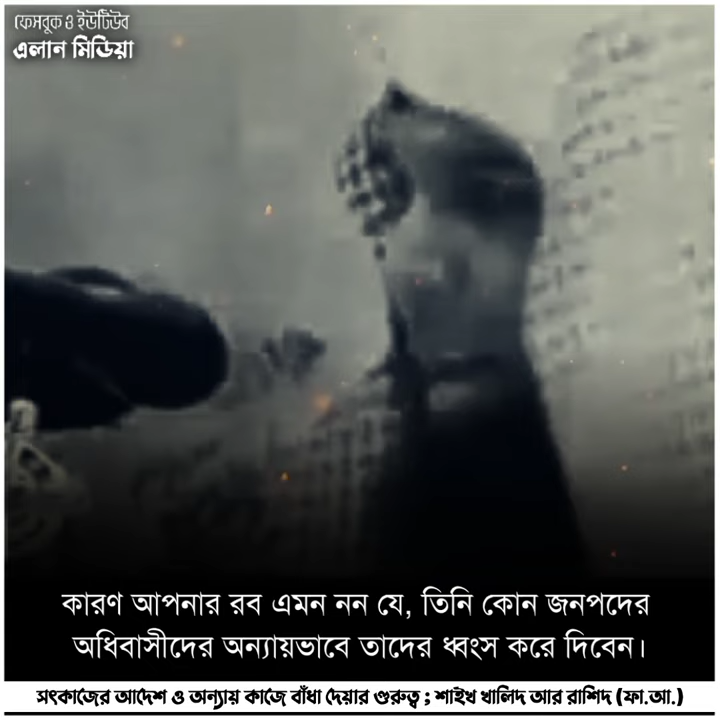 ফেসবুক ও ইউটিউব
এলান মিডিয়া
কারণ আপনার রব এমন নন যে, তিনি কোন জনপদের
অধিবাসীদের অন্যায়ভাবে তাদের ধ্বংস করে দিবেন।
সৎকাজের আদেশ ও অন্যায় কাজে বাঁধা দেয়ার গুরুত্ব ; শাইখ খালিদ আর রাশিদ (ফা.আ.)